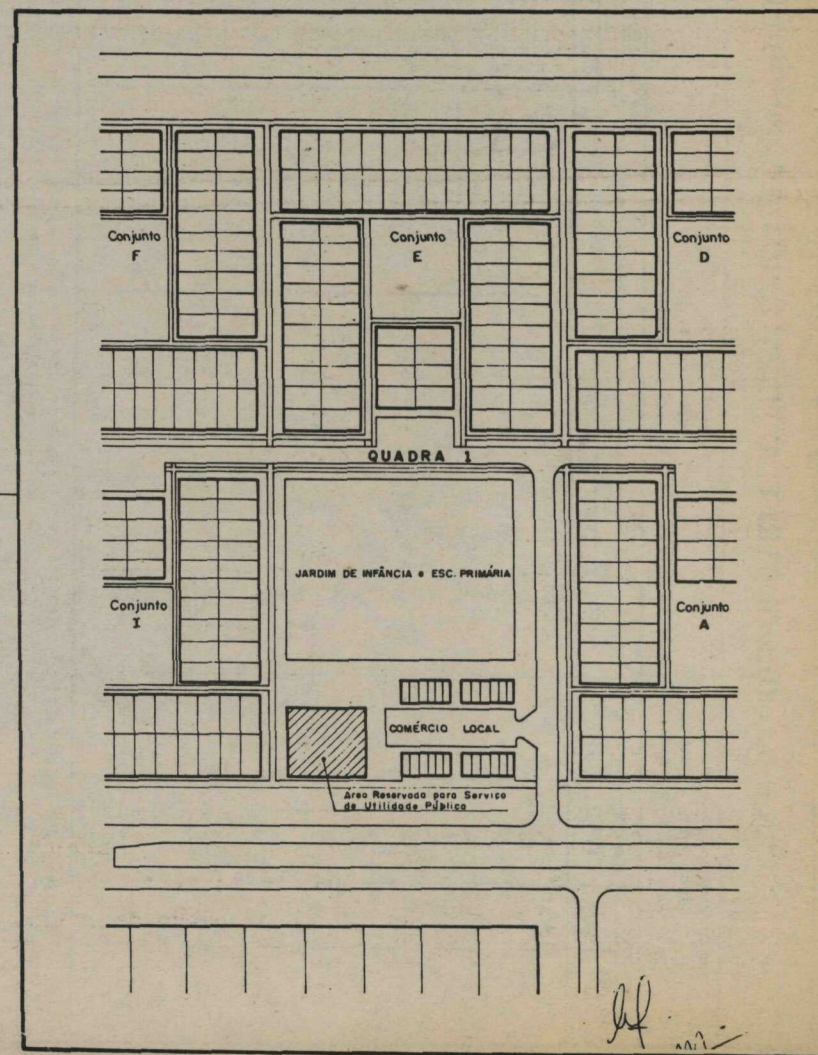 Conjunto
F
Conjunto
E
Conjunto
D
QUADRA 1
JARDIM DE INFÂNCIA e ESC. PRIMÁRIA
Conjunto
I
Conjunto
A
COMÉRCIO LOCAL
Área Reservada para Serviço
de Utilidade Pública